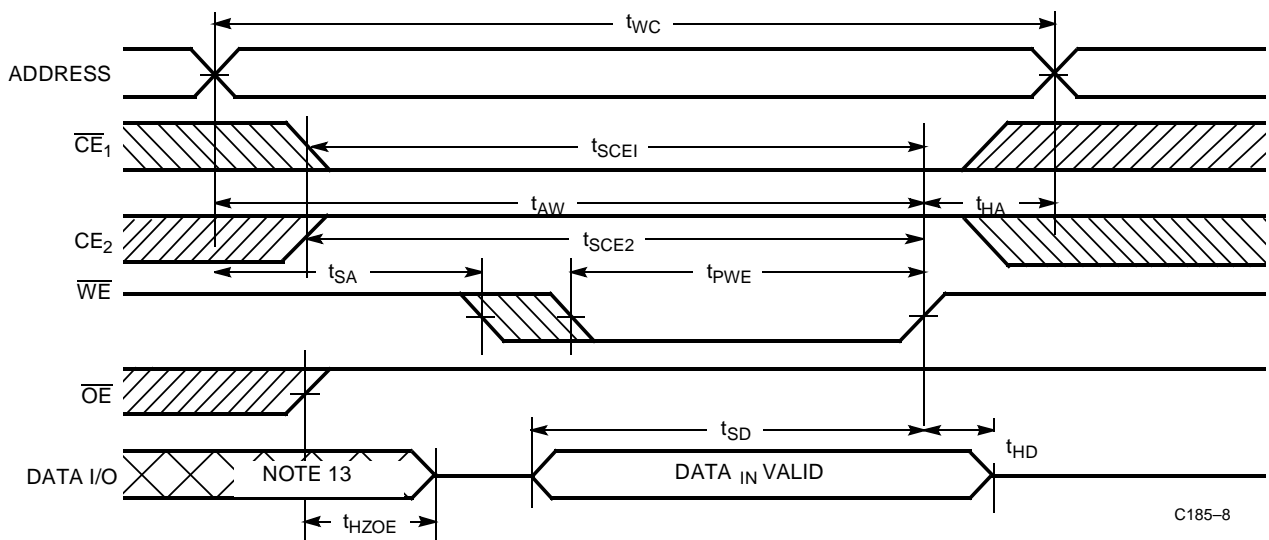 tWC
ADDRESS
CE1
tSCEI
tAW
tHA
CE2
tSCE2
tSA
tPWE
WE
OE
tSD
tHD
DATA I/O
NOTE 13
DATA IN VALID
tHZOE
C185–8